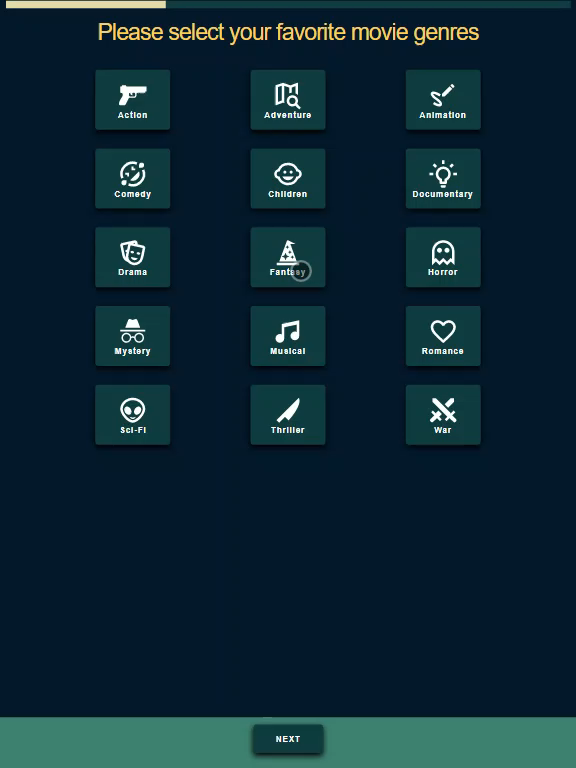 Please select your favorite movie genres
Action
Adventure
Animation
Comedy
Children
Documentary
Drama
Fantasy
Horror
Mystery
Musical
Romance
Sci-Fi
Thriller
War
NEXT